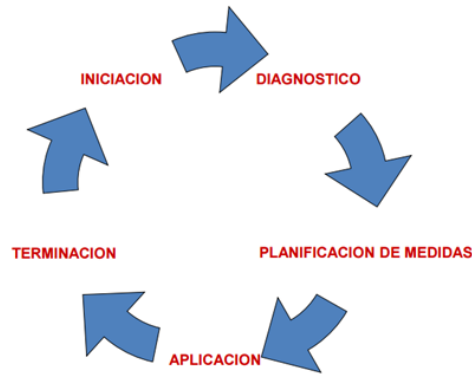 INICIACION
DIAGNOSTICO
PLANIFICACION DE MEDIDAS
APLICACION
TERMINACION